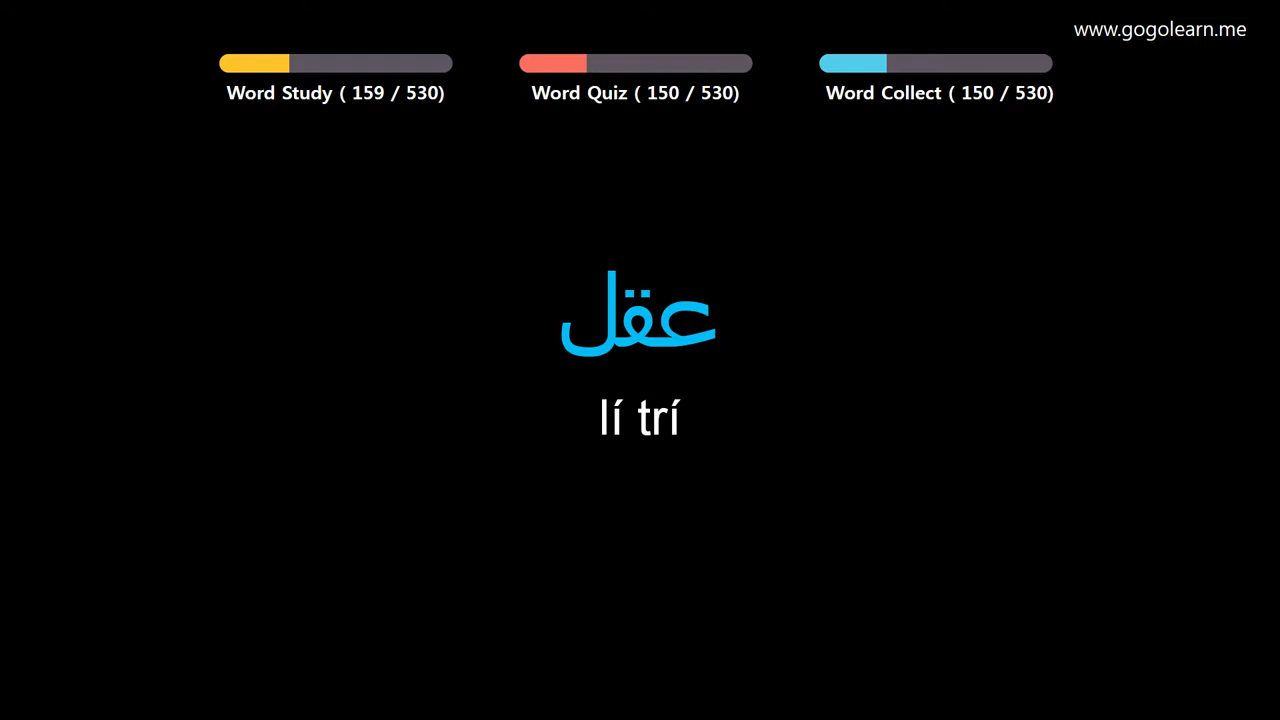 www.gogolearn.me
Word Study ( 159 / 530)
Word Quiz ( 150 / 530)
Word Collect ( 150 / 530)
عقل
lí trí